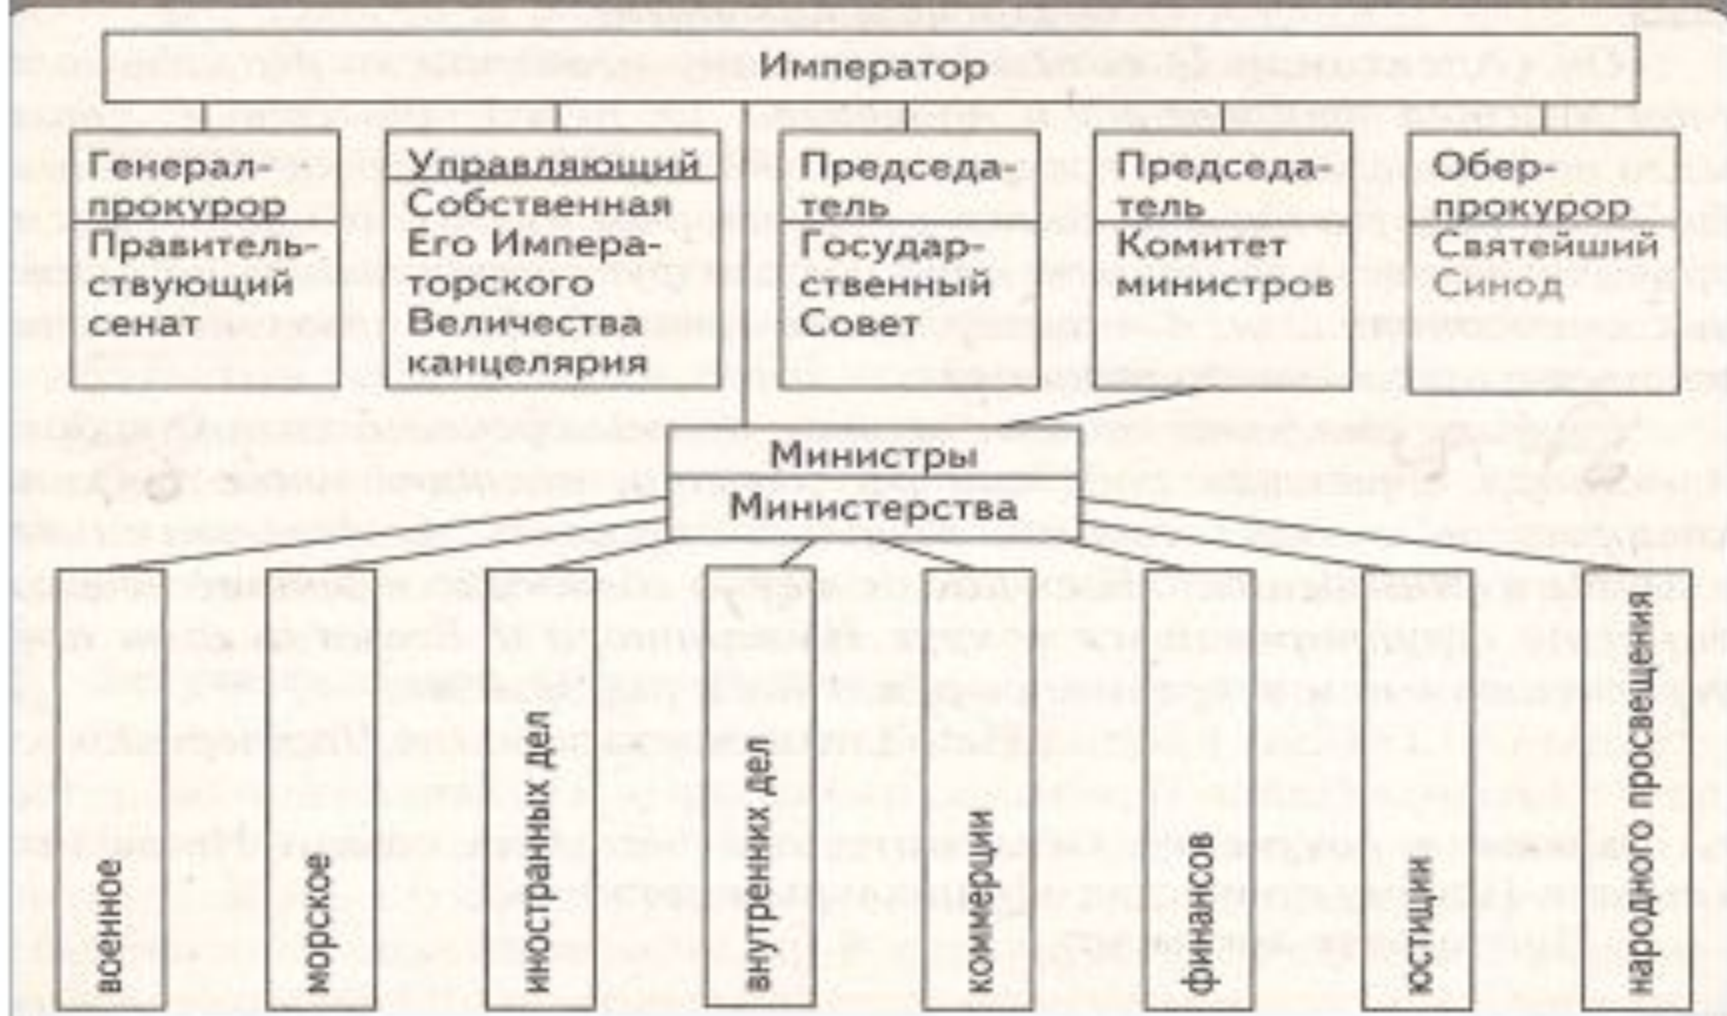 Император
Генерал-
прокурор
Правитель-
ствующий
сенат
Управляющий
Собственная
Его Импера-
торского
Величества
канцелярия
Председа-
тель
Государ-
ственный
Совет
Председа-
тель
Комитет
министров
Обер-
прокурор
Святейший
Синод
Министры
Министерства
военное
морское
иностранных дел
внутренних дел
коммерции
финансов
юстиции
народного просвещения